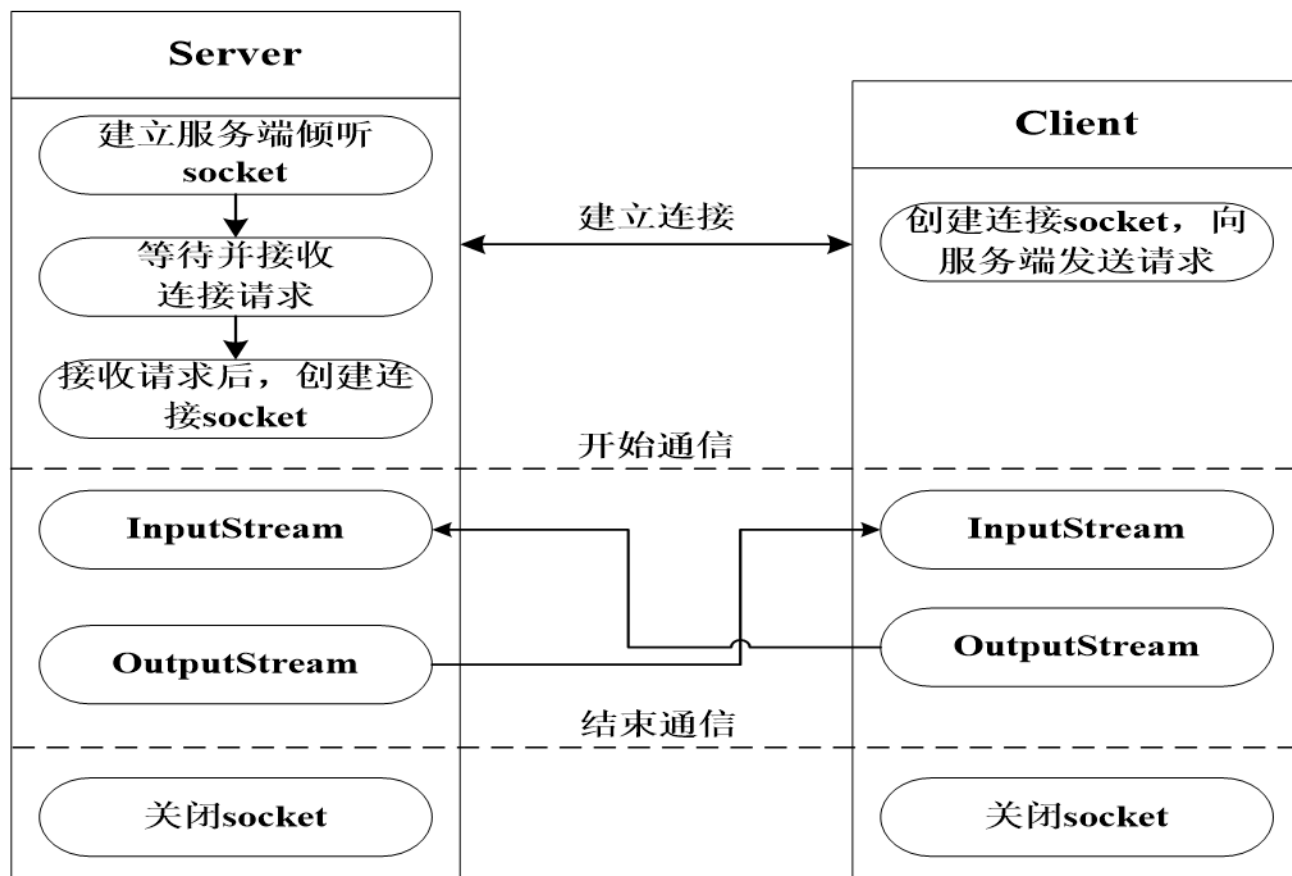 Server
建立服务端倾听
socket
等待并接收
连接请求
接收请求后，创建连
接socket
建立连接
Client
创建连接socket，向
服务端发送请求
开始通信
InputStream
OutputStream
InputStream
OutputStream
结束通信
关闭socket
关闭socket